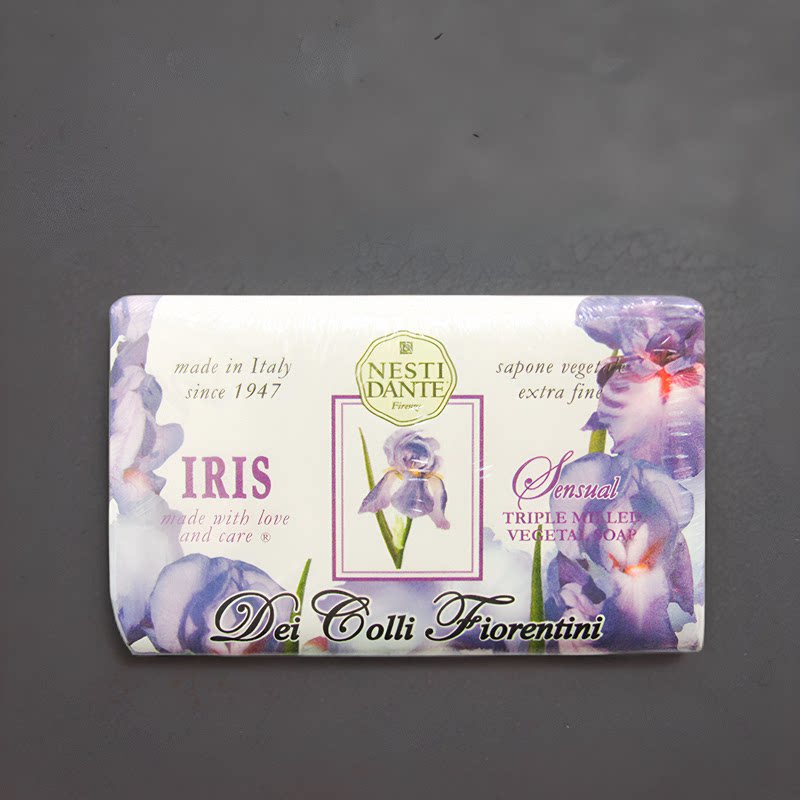 made in Italy
since 1947
NESTI
DANTE
Firenze
sapone vegetale
extra fine
IRIS
made with love
and care ®
Sensual
TRIPLE MILLED
VEGETAL SOAP
Dei Colli Fiorentini